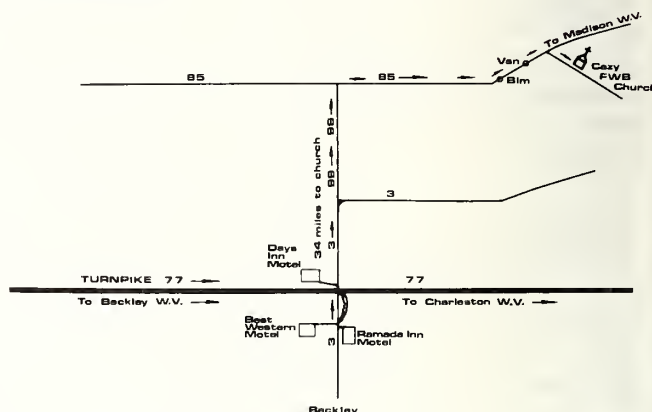 To Madison W.V.
Van
Cazy
FWB
Church
Blm
85
85
99
99
34 miles to church
3
3
Days
Inn
Motel
TURNPIKE 77
77
To Beckley W.V.
To Charleston W.V.
Best
Western
Motel
3
Ramada Inn
Motel
Beckley